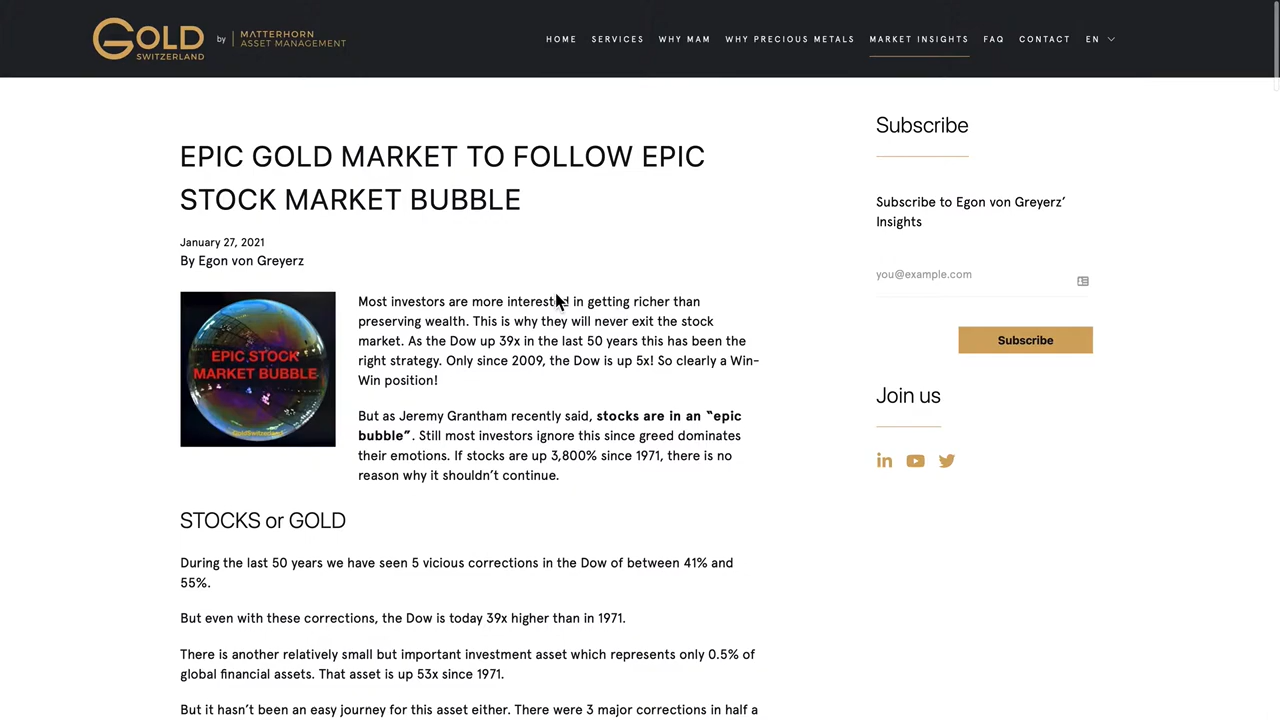 GOLD
SWITZERLAND
by
MATTERHORN
ASSET MANAGEMENT
HOME SERVICES WHY MAM WHY PRECIOUS METALS MARKET INSIGHTS FAQ CONTACT EN
EPIC GOLD MARKET TO FOLLOW EPIC
STOCK MARKET BUBBLE
January 27, 2021
By Egon von Greyerz
EPIC STOCK
MARKET BUBBLE
GoldSwitzerland
Most investors are more interested in getting richer than
preserving wealth. This is why they will never exit the stock
market. As the Dow up 39x in the last 50 years this has been the
right strategy. Only since 2009, the Dow is up 5x! So clearly a Win-
Win position!
But as Jeremy Grantham recently said, stocks are in an “epic
bubble”. Still most investors ignore this since greed dominates
their emotions. If stocks are up 3,800% since 1971, there is no
reason why it shouldn’t continue.
STOCKS or GOLD
During the last 50 years we have seen 5 vicious corrections in the Dow of between 41% and
55%.
But even with these corrections, the Dow is today 39x higher than in 1971.
There is another relatively small but important investment asset which represents only 0.5% of
global financial assets. That asset is up 53x since 1971.
But it hasn’t been an easy journey for this asset either. There were 3 major corrections in half a
Subscribe
Subscribe to Egon von Greyerz’
Insights
you@example.com
Subscribe
Join us